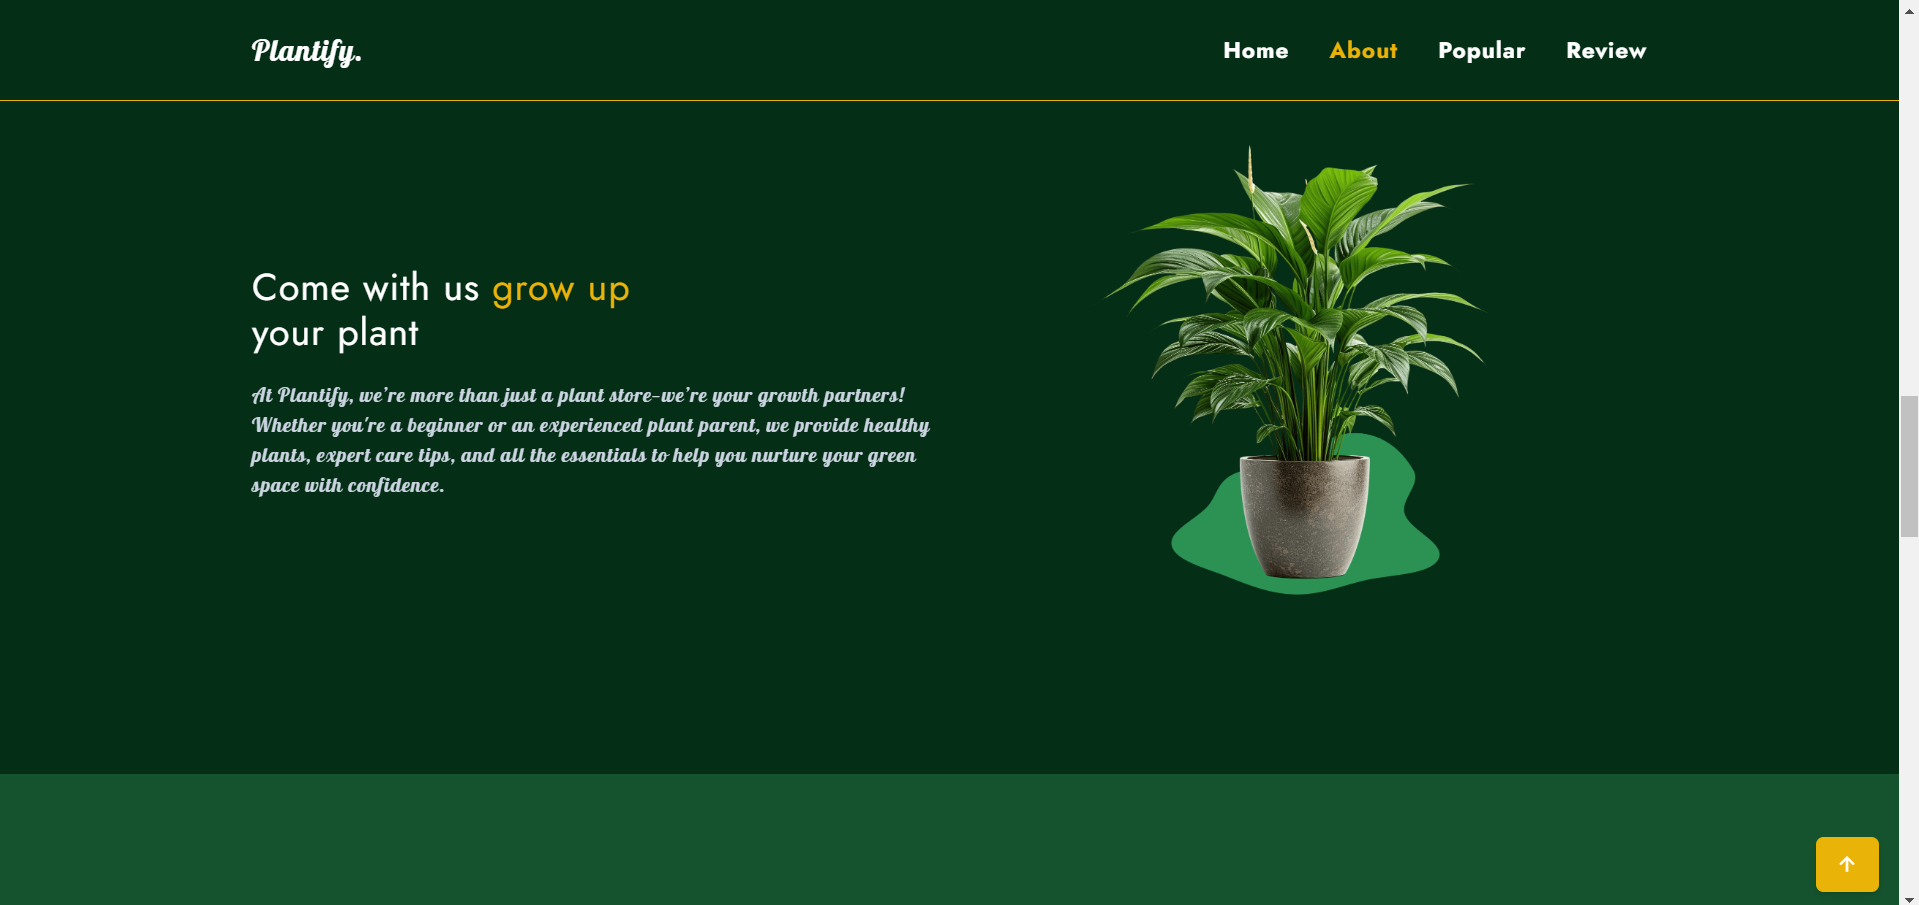 Plantify.
Home About Popular Review
Come with us grow up
your plant
At Plantify, we're more than just a plant store–we're your growth partners!
Whether you're a beginner or an experienced plant parent, we provide healthy
plants, expert care tips, and all the essentials to help you nurture your green
space with confidence.